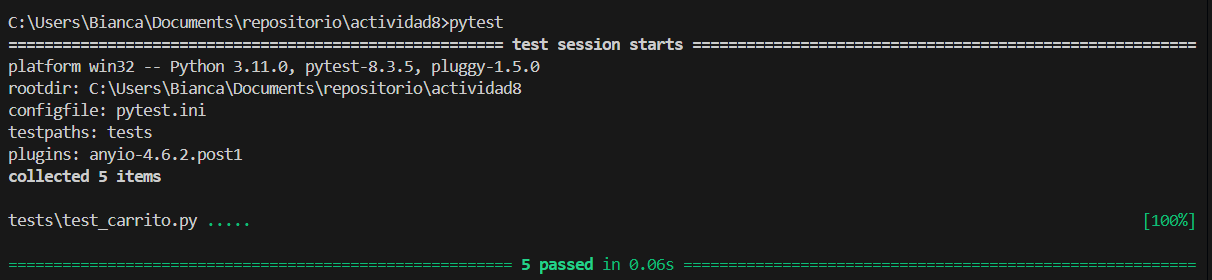 C:\Users\Bianca\Documents\repositorio\actividad8>pytest
======================================================= test session starts ========================================================
platform win32 -- Python 3.11.0, pytest-8.3.5, pluggy-1.5.0
rootdir: C:\Users\Bianca\Documents\repositorio\actividad8
configfile: pytest.ini
testpaths: tests
plugins: anyio-4.6.2.post1
collected 5 items
tests\test_carrito.py ..... [100%]
======================================================== 5 passed in 0.06s =========================================================